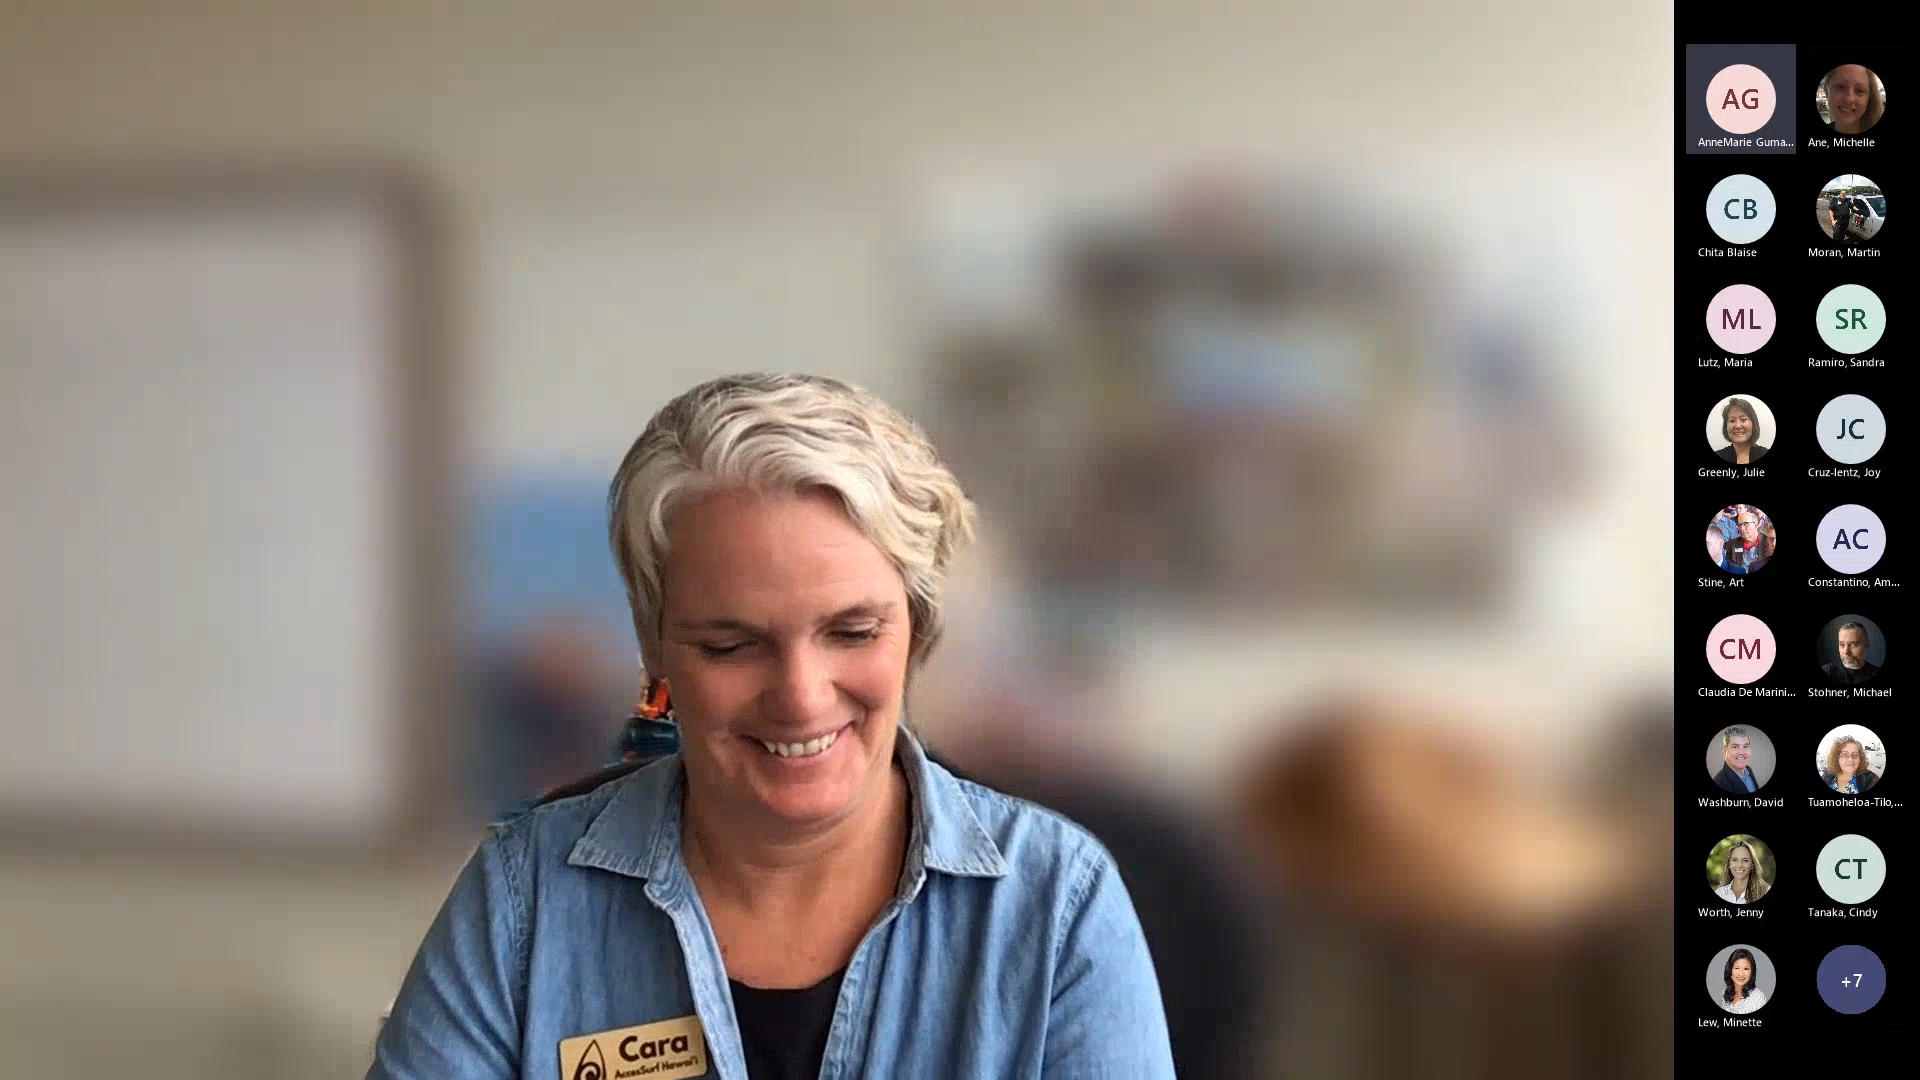 AG
AnneMarie Guma...
Ane, Michelle
CB
Chita Blaise
Moran, Martin
ML
Lutz, Maria
SR
Ramiro, Sandra
Greenly, Julie
JC
Cruz-lentz, Joy
Stine, Art
AC
Constantino, Am...
CM
Claudia De Marini...
Stohner, Michael
Washburn, David
Tuamoheloa-Tilo,...
Worth, Jenny
CT
Tanaka, Cindy
Lew, Minette
+7
Cara
AccesSurf Hawai'i